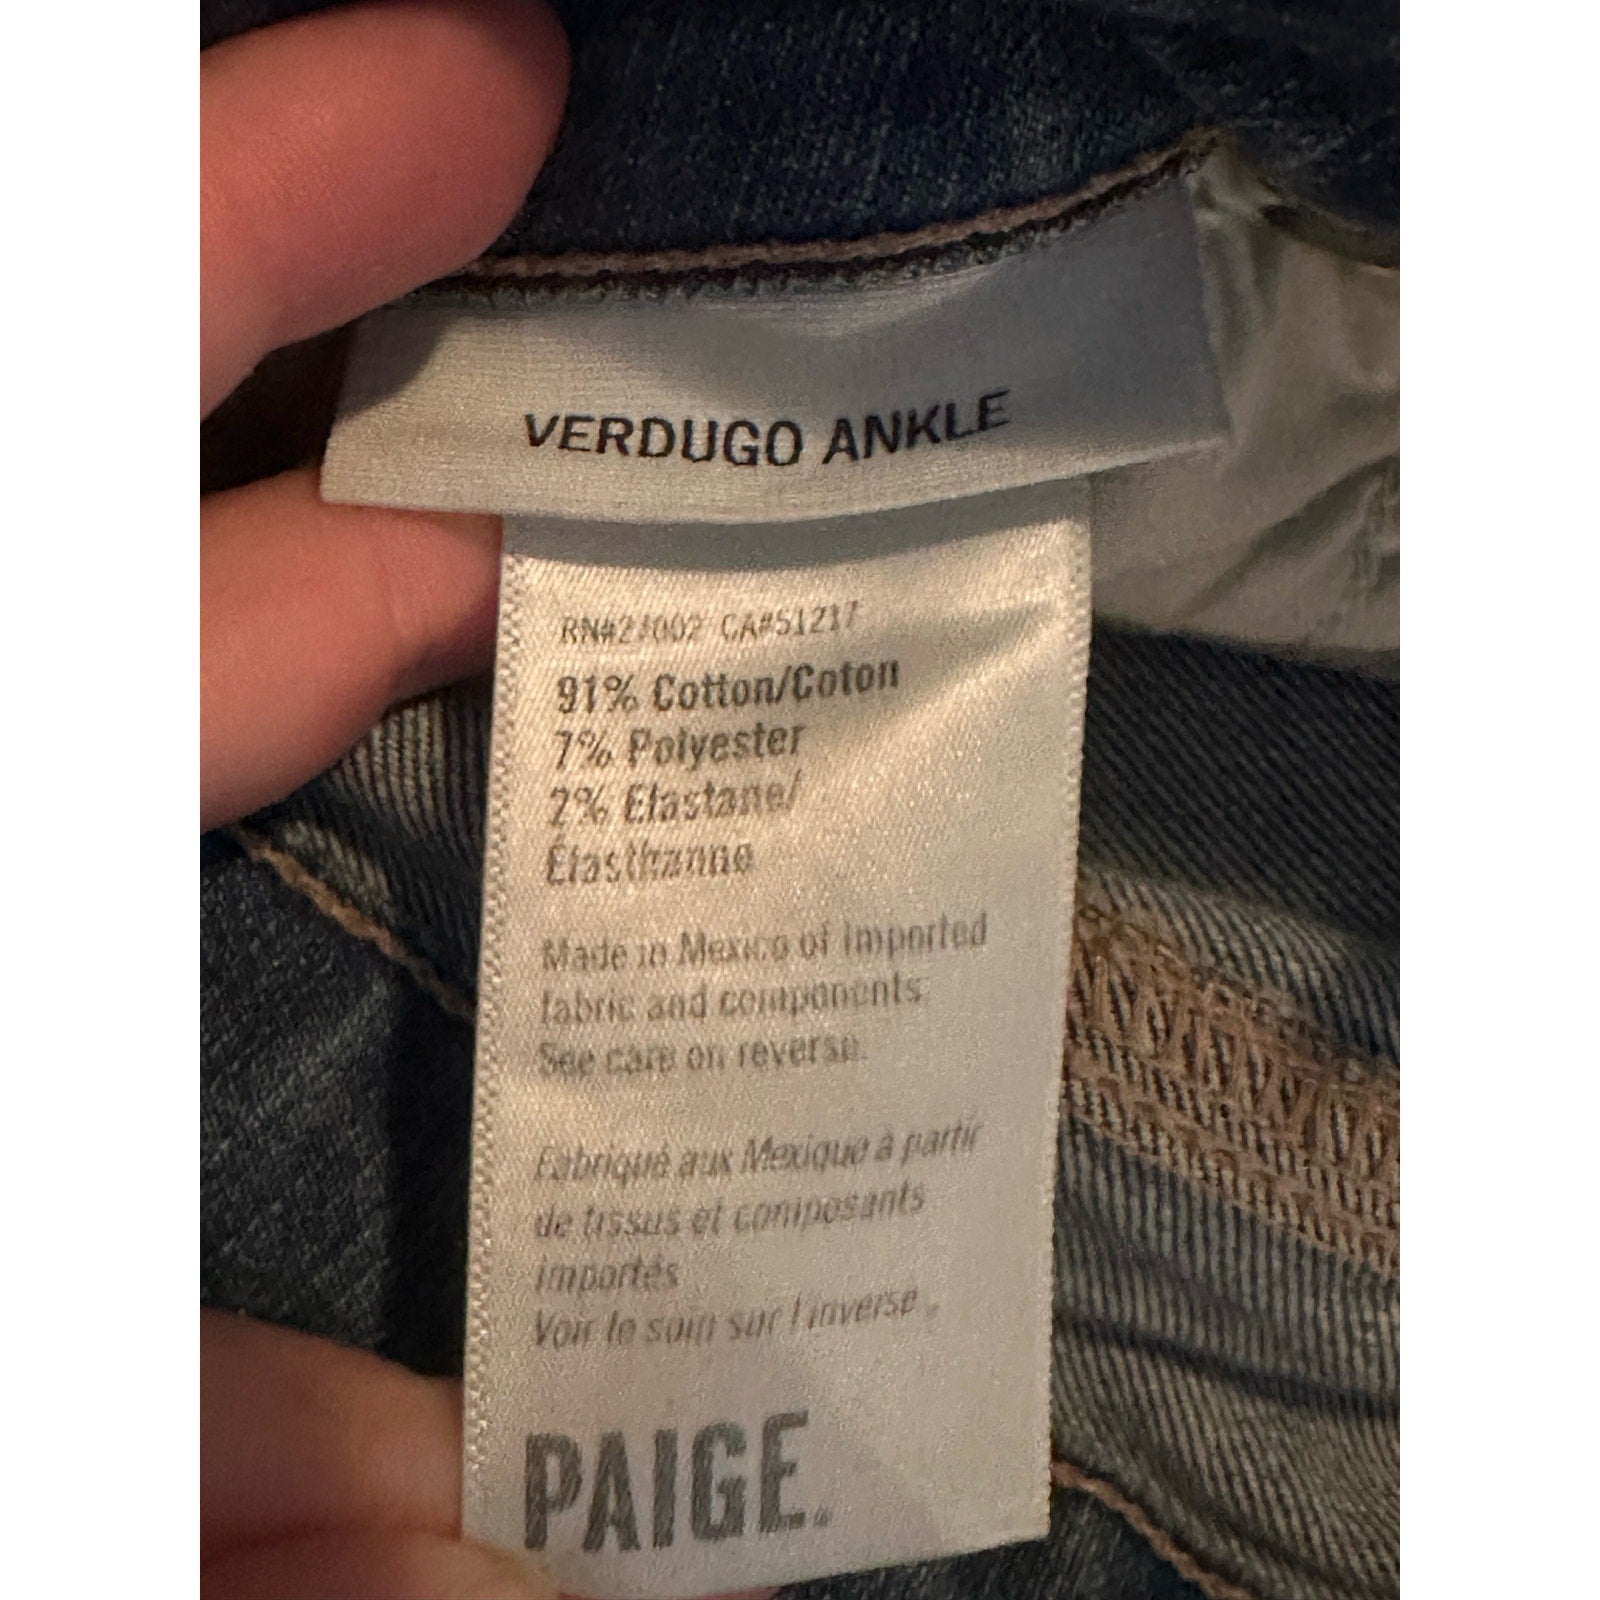 VERDUGO ANKLE
CA#51217
91% Cotton/Coton
7% Polyester
2% Elastane/
Élasthanne
Made in Mexico of Imported
fabric and components.
See care on reverse.
Fabriqué aux Mexique à partir
de tissus et composants
importés
Voir le soin sur l'inverse.
PAIGE.